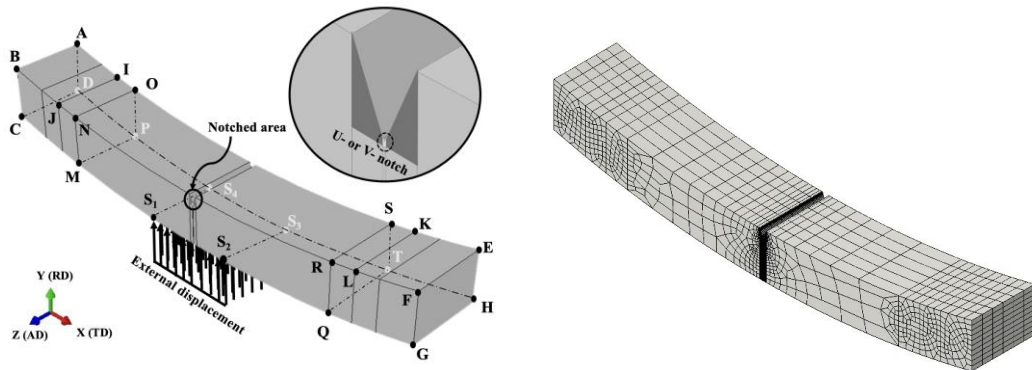 A
B
I
O
D
C
J
N
P
Notched area
U- or V- notch
M
S4
S1
S
S3
K
S2
E
R
L
T
F
H
External displacement
Q
G
Y (RD)
Z (AD)
X (TD)